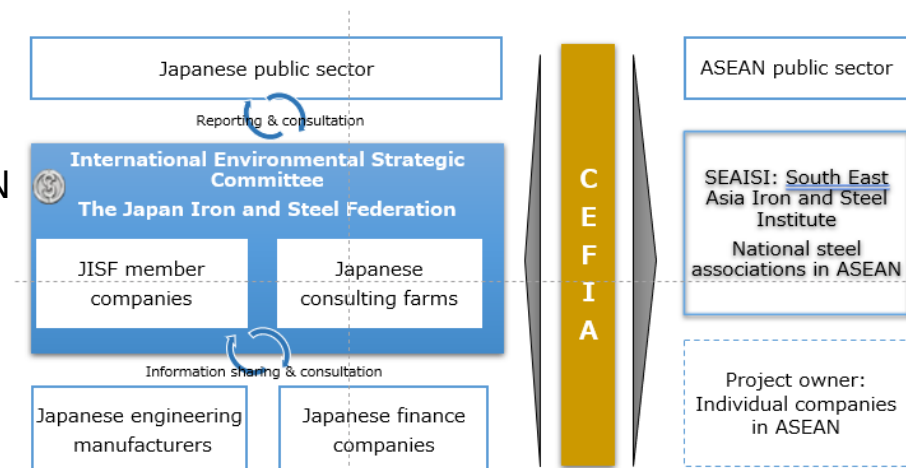 Japanese public sector
Reporting & consultation
N
International Environmental Strategic
Committee
The Japan Iron and Steel Federation
JISF member
companies
Japanese
consulting farms
Information sharing & consultation
Japanese engineering
manufacturers
Japanese finance
companies
C
E
F
I
A
ASEAN public sector
SEAISI: South East
Asia Iron and Steel
Institute
National steel
associations in ASEAN
Project owner:
Individual companies
in ASEAN